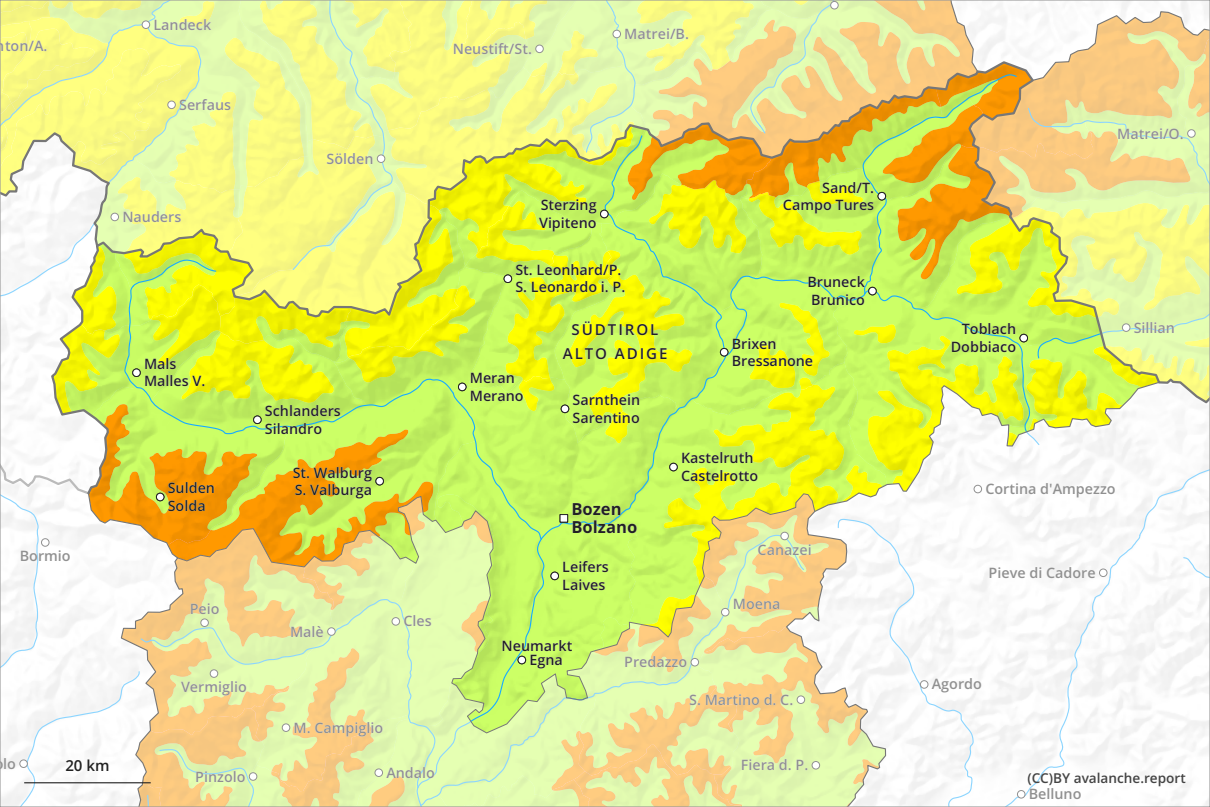 Landeck
nton/A.
Neustift/St.
Matrei/B.
Serfaus
Sölden
Matrei/O.
Nauders
Sand/T.
Campo Tures
Sterzing
Vipiteno
St. Leonhard/P.
S. Leonardo i. P.
Bruneck
Brunico
SÜDTIROL
ALTO ADIGE
Toblach
Dobbiaco
Sillian
Brixen
Bressanone
Mals
Malles V.
Meran
Merano
Sarnthein
Sarentino
Schlanders
Silandro
Kastelruth
Castelrotto
St. Walburg
S. Valburga
Sulden
Solda
Cortina d'Ampezzo
Bozen
Bolzano
Bormio
Canazei
Leifers
Laives
Pieve di Cadore
Peio
Moena
Cles
Malè
Neumarkt
Egna
Predazzo
Vermiglio
Agordo
S. Martino d. C.
M. Campiglio
olo
20 km
Pinzolo
Andalo
Fiera d. P.
(CC)BY avalanche.report
Belluno